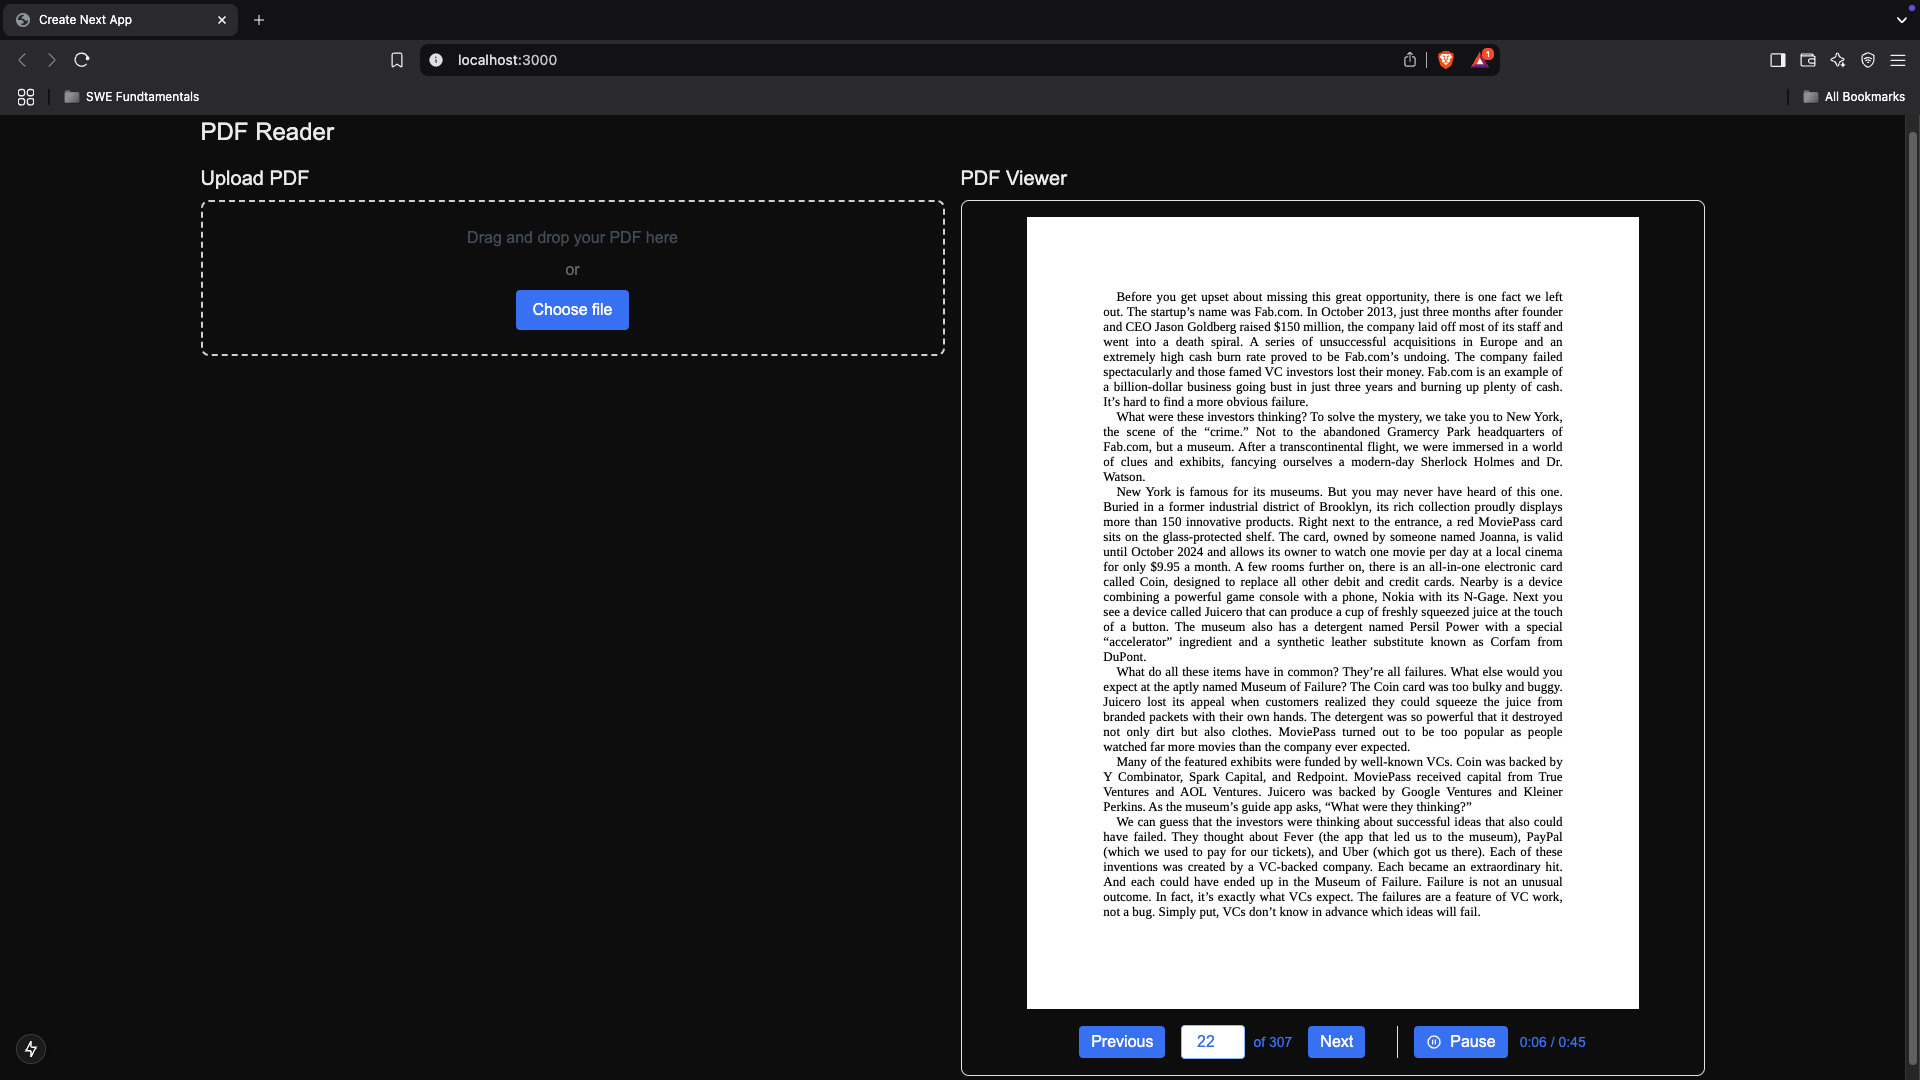 Create Next App
localhost:3000
1
SWE Fundtamentals
All Bookmarks
PDF Reader
Upload PDF
Drag and drop your PDF here
or
Choose file
PDF Viewer
Before you get upset about missing this great opportunity, there is one fact we left
out. The startup’s name was Fab.com. In October 2013, just three months after founder
and CEO Jason Goldberg raised $150 million, the company laid off most of its staff and
went into a death spiral. A series of unsuccessful acquisitions in Europe and an
extremely high cash burn rate proved to be Fab.com’s undoing. The company failed
spectacularly and those famed VC investors lost their money. Fab.com is an example of
a billion-dollar business going bust in just three years and burning up plenty of cash.
It’s hard to find a more obvious failure.
What were these investors thinking? To solve the mystery, we take you to New York,
the scene of the “crime.” Not to the abandoned Gramercy Park headquarters of
Fab.com, but a museum. After a transcontinental flight, we were immersed in a world
of clues and exhibits, fancying ourselves a modern-day Sherlock Holmes and Dr.
Watson.
New York is famous for its museums. But you may never have heard of this one.
Buried in a former industrial district of Brooklyn, its rich collection proudly displays
more than 150 innovative products. Right next to the entrance, a red MoviePass card
sits on the glass-protected shelf. The card, owned by someone named Joanna, is valid
until October 2024 and allows its owner to watch one movie per day at a local cinema
for only $9.95 a month. A few rooms further on, there is an all-in-one electronic card
called Coin, designed to replace all other debit and credit cards. Nearby is a device
combining a powerful game console with a phone, Nokia with its N-Gage. Next you
see a device called Juicero that can produce a cup of freshly squeezed juice at the touch
of a button. The museum also has a detergent named Persil Power with a special
“accelerator” ingredient and a synthetic leather substitute known as Corfam from
DuPont.
What do all these items have in common? They’re all failures. What else would you
expect at the aptly named Museum of Failure? The Coin card was too bulky and buggy.
Juicero lost its appeal when customers realized they could squeeze the juice from
branded packets with their own hands. The detergent was so powerful that it destroyed
not only dirt but also clothes. MoviePass turned out to be too popular as people
watched far more movies than the company ever expected.
Many of the featured exhibits were funded by well-known VCs. Coin was backed by
Y Combinator, Spark Capital, and Redpoint. MoviePass received capital from True
Ventures and AOL Ventures. Juicero was backed by Google Ventures and Kleiner
Perkins. As the museum’s guide app asks, “What were they thinking?”
We can guess that the investors were thinking about successful ideas that also could
have failed. They thought about Fever (the app that led us to the museum), PayPal
(which we used to pay for our tickets), and Uber (which got us there). Each of these
inventions was created by a VC-backed company. Each became an extraordinary hit.
And each could have ended up in the Museum of Failure. Failure is not an unusual
outcome. In fact, it’s exactly what VCs expect. The failures are a feature of VC work,
not a bug. Simply put, VCs don’t know in advance which ideas will fail.
Previous 22 of 307 Next Pause 0:06 / 0:45